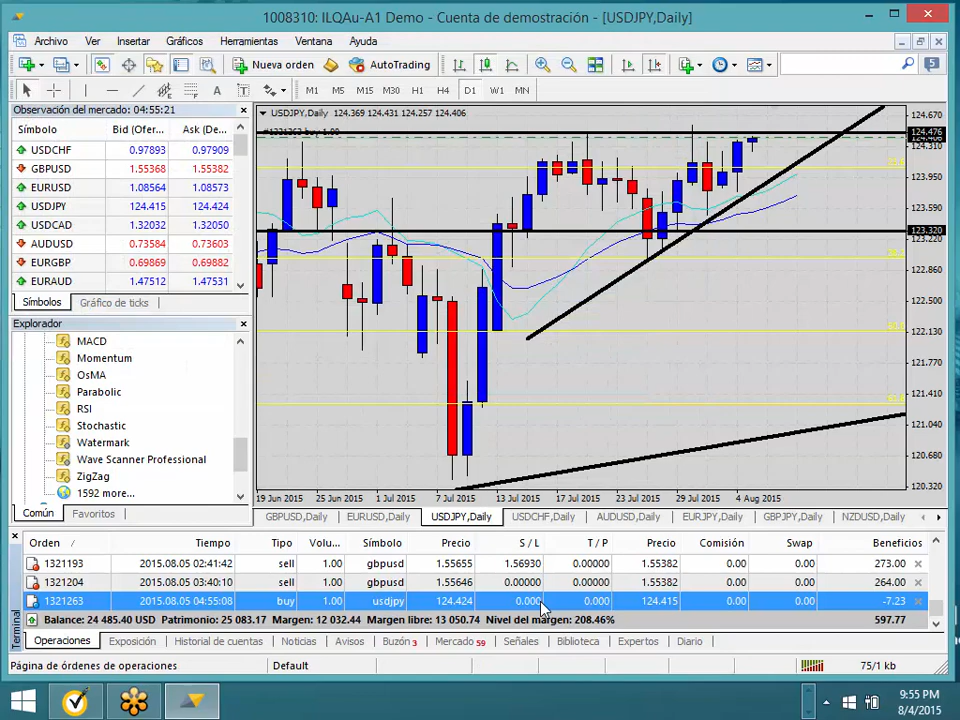 1008310: ILQAu-A1 Demo - Cuenta de demostración - [USDJPY,Daily]
Archivo Ver Insertar Gráficos Herramientas Ventana Ayuda
Nueva orden AutoTrading 5
A T M1 M5 M15 M30 H1 H4 D1 W1 MN
Observación del mercado: 04:55:21
Símbolo Bid (Ofer... Ask (De...
USDCHF 0.97893 0.97909
GBPUSD 1.55368 1.55382
EURUSD 1.08564 1.08573
USDJPY 124.415 124.424
USDCAD 1.32032 1.32050
AUDUSD 0.73584 0.73603
EURGBP 0.69869 0.69882
EURAUD 1.47512 1.47531
Símbolos Gráfico de ticks
Explorador
MACD
Momentum
OsMA
Parabolic
RSI
Stochastic
Watermark
Wave Scanner Professional
ZigZag
1592 more...
Común Favoritos
USDJPY,Daily 124.369 124.431 124.257 124.406
#1321263 buy 1.00
124.670
124.476
124.310
123.950
123.590
123.320
123.220
122.860
122.500
122.130
121.770
121.410
121.040
120.680
120.320
19 Jun 2015 25 Jun 2015 1 Jul 2015 7 Jul 2015 13 Jul 2015 17 Jul 2015 23 Jul 2015 29 Jul 2015 4 Aug 2015
GBPUSD,Daily EURUSD,Daily USDJPY,Daily USDCHF,Daily AUDUSD,Daily EURJPY,Daily GBPJPY,Daily NZDUSD,Daily
Orden Tiempo Tipo Volu... Símbolo Precio S / L T / P Precio Comisión Swap Beneficios
1321193 2015.08.05 02:41:42 sell 1.00 gbpusd 1.55655 1.56930 0.00000 1.55382 0.00 0.00 273.00
1321204 2015.08.05 03:40:10 sell 1.00 gbpusd 1.55646 0.00000 0.00000 1.55382 0.00 0.00 264.00
1321263 2015.08.05 04:55:08 buy 1.00 usdjpy 124.424 0.000 0.000 124.415 0.00 0.00 -7.23
Balance: 24 485.40 USD Patrimonio: 25 083.17 Margen: 12 032.44 Margen libre: 13 050.74 Nivel del margen: 208.46% 597.77
Terminal
Operaciones Exposición Historial de cuenta Noticias Avisos Buzón 3 Mercado 59 Señales Biblioteca Expertos Diario
Página de órdenes de operaciones Default 75/1 kb
9:55 PM
8/4/2015